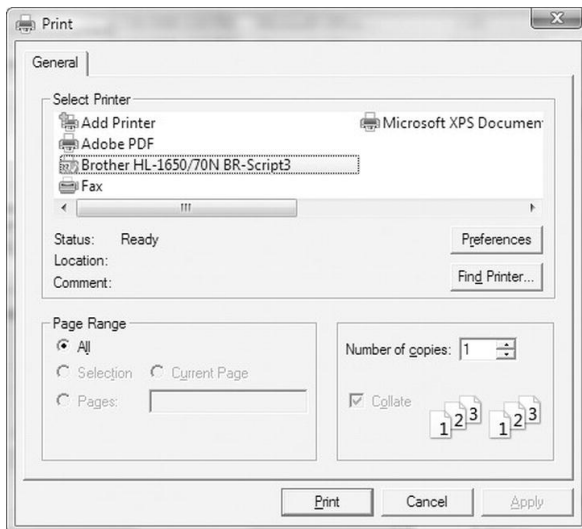 Print
General
Select Printer
Add Printer
Microsoft XPS Documen
Adobe PDF
Brother HL-1650/70N BR-Script3
Fax
Status: Ready
Preferences
Location:
Find Printer...
Comment:
Page Range
All
Number of copies: 1
Selection Current Page
Pages:
Collate
1 2 3 1 2 3
Print Cancel Apply